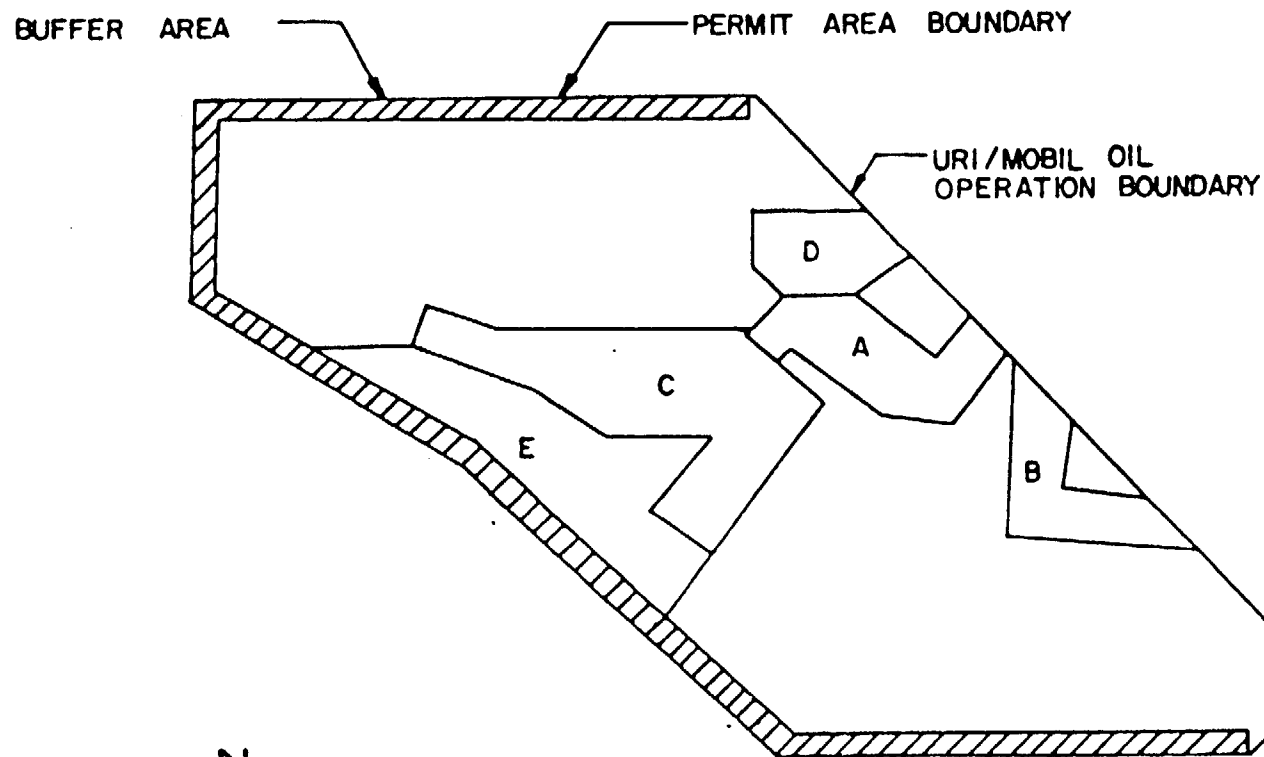 BUFFER AREA
PERMIT AREA BOUNDARY
URI/MOBIL OIL
OPERATION BOUNDARY
D
A
C
E
B